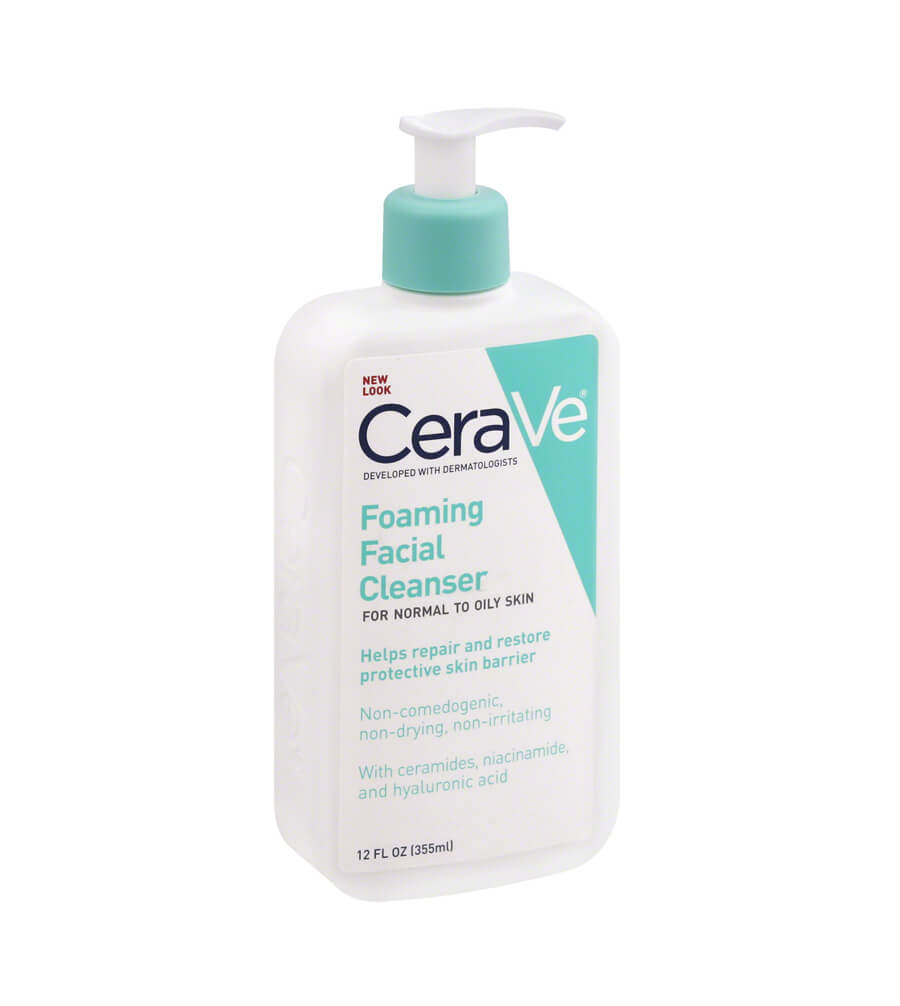 NEW
LOOK
CeraVe®
DEVELOPED WITH DERMATOLOGISTS
Foaming
Facial
Cleanser
FOR NORMAL TO OILY SKIN
Helps repair and restore
protective skin barrier
Non-comedogenic,
non-drying, non-irritating
With ceramides, niacinamide,
and hyaluronic acid
12 FL OZ (355ml)